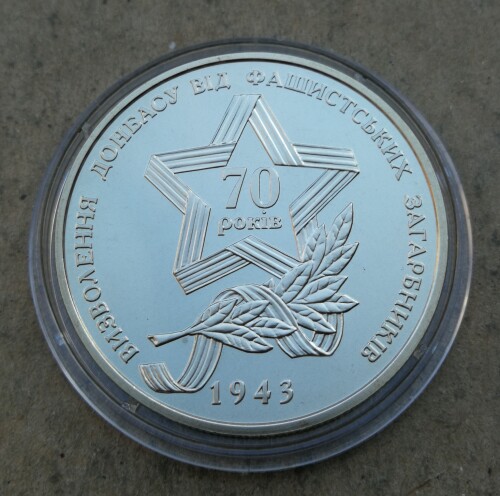 ВИЗВОЛЕННЯ ДОНБАСУ ВІД ФАШИСТСЬКИХ ЗАГАРБНИКІВ
70
років
1943